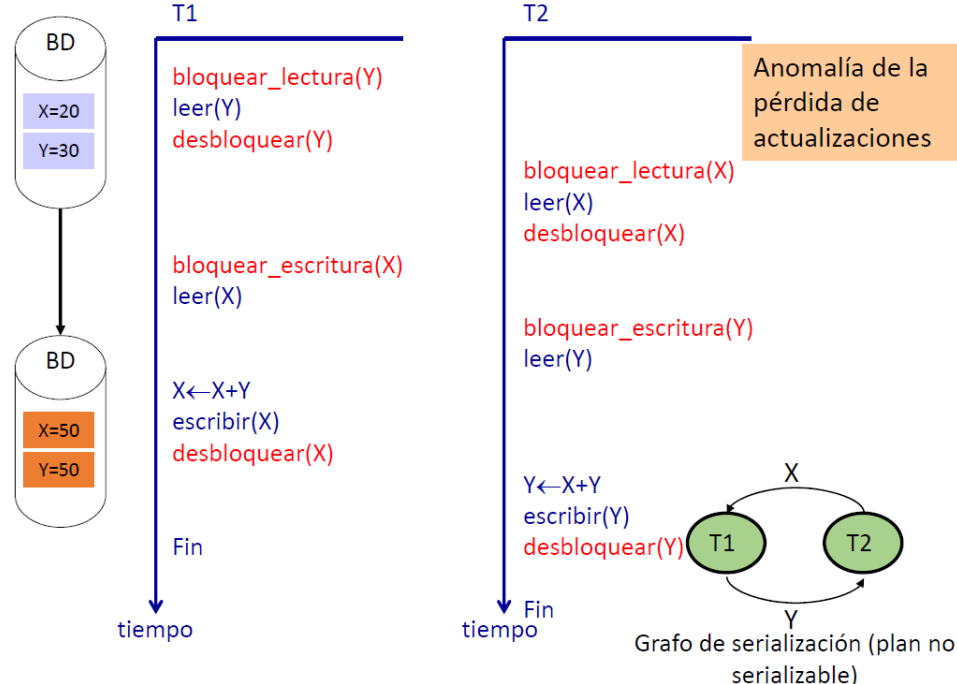 T1
T2
BD
X=20
Y=30
bloquear_lectura(Y)
leer(Y)
desbloquear(Y)
Anomalía de la
pérdida de
actualizaciones
bloquear_lectura(X)
leer(X)
desbloquear(X)
bloquear_escritura(X)
leer(X)
bloquear_escritura(Y)
leer(Y)
BD
X=50
Y=50
X←X+Y
escribir(X)
desbloquear(X)
Y←X+Y
escribir(Y)
desbloquear(Y)
Fin
Fin
tiempo
tiempo
X
T1
T2
Y
Grafo de serialización (plan no
serializable)